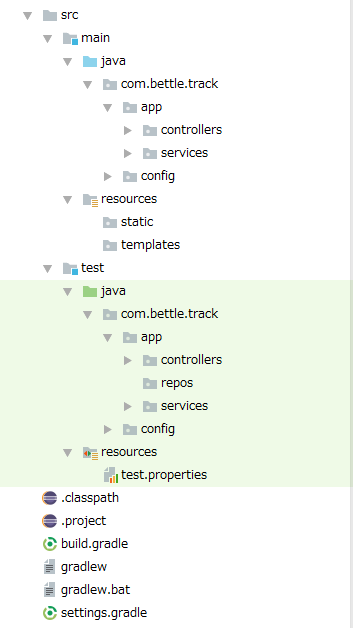 src
main
java
com.bettle.track
app
controllers
services
config
resources
static
templates
test
java
com.bettle.track
app
controllers
repos
services
config
resources
test.properties
.classpath
.project
build.gradle
gradlew
gradlew.bat
settings.gradle